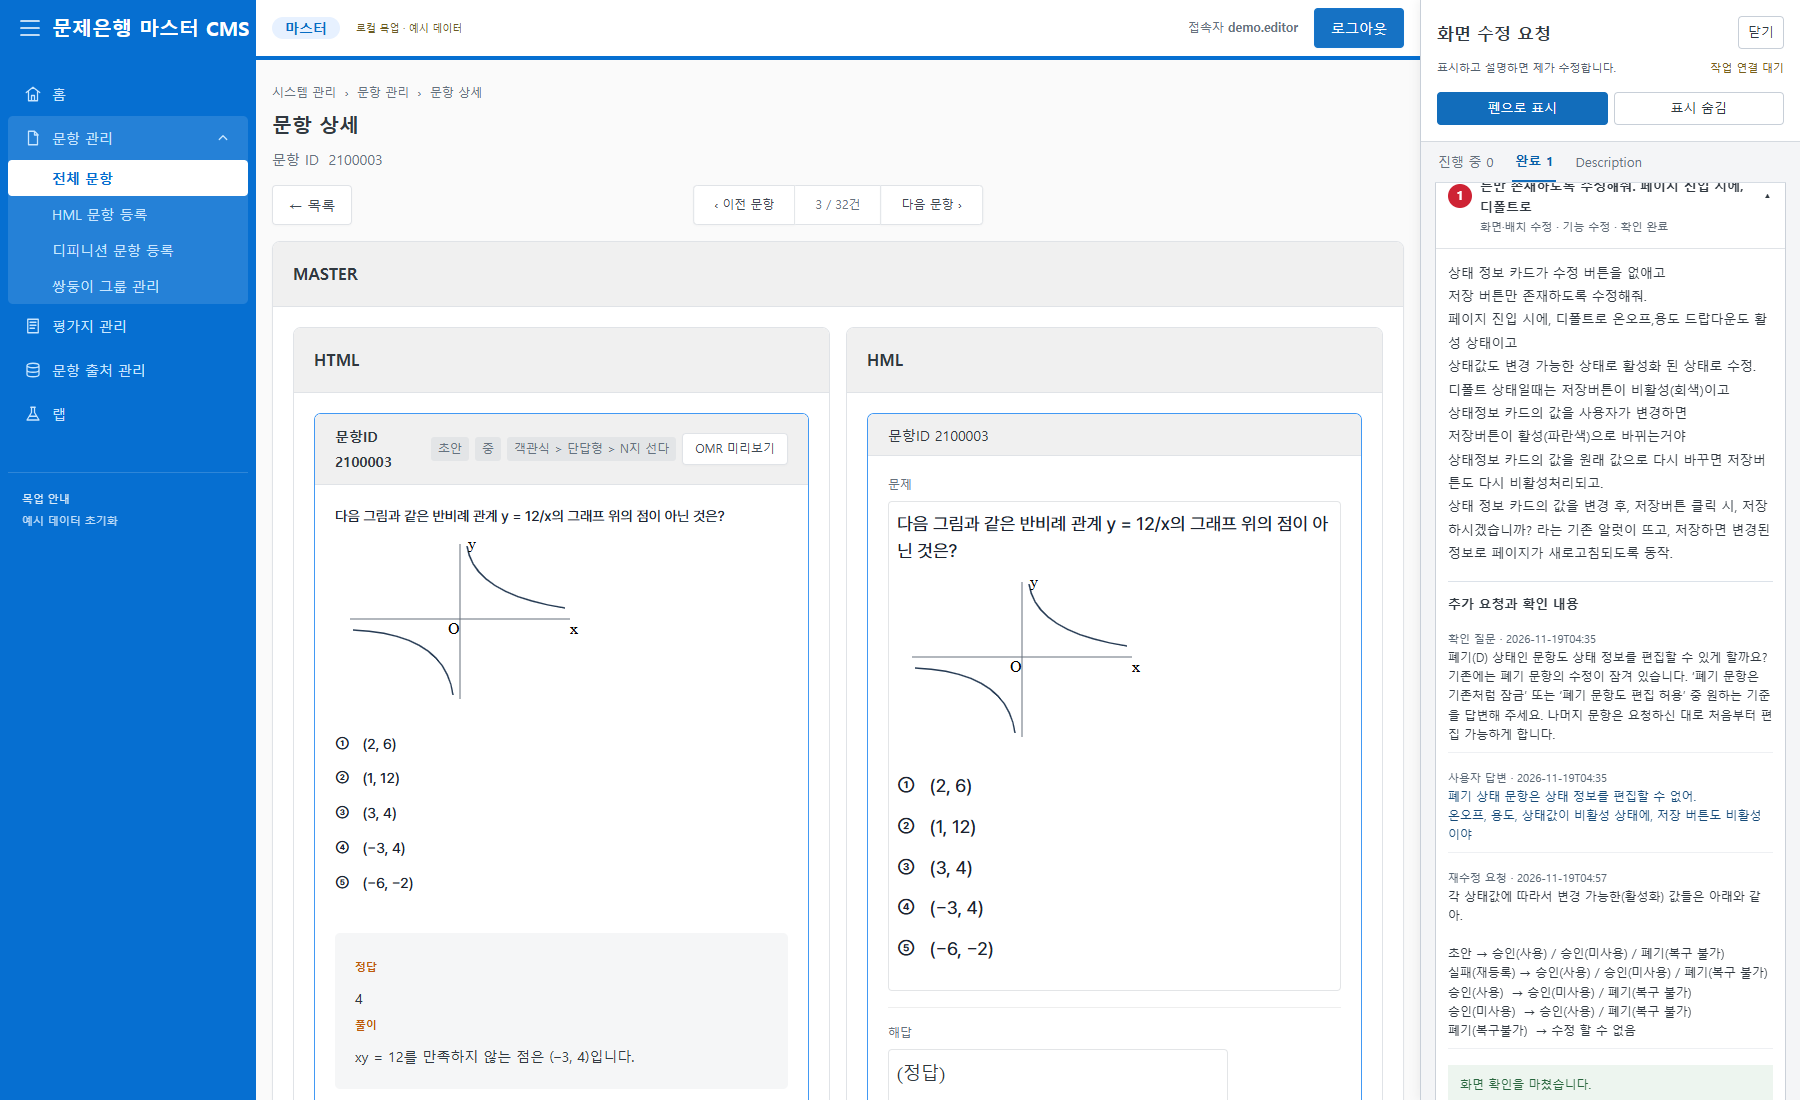 문제은행 마스터 CMS
홈
문항 관리
전체 문항
HML 문항 등록
디피니션 문항 등록
쌍둥이 그룹 관리
평가지 관리
문항 출처 관리
랩
목업 안내
예시 데이터 초기화
마스터
로컬 목업 · 예시 데이터
접속자 demo.editor
로그아웃
시스템 관리 › 문항 관리 › 문항 상세
문항 상세
문항 ID 2100003
← 목록
‹ 이전 문항
3 / 32건
다음 문항 ›
MASTER
HTML
문항ID
2100003
초안
중
객관식 > 단답형 > N지 선다
OMR 미리보기
다음 그림과 같은 반비례 관계 y = 12/x의 그래프 위의 점이 아닌 것은?
y
O
x
① (2, 6)
② (1, 12)
③ (3, 4)
④ (−3, 4)
⑤ (−6, −2)
정답
4
풀이
xy = 12를 만족하지 않는 점은 (−3, 4)입니다.
HML
문항ID 2100003
문제
다음 그림과 같은 반비례 관계 y = 12/x의 그래프 위의 점이 아
닌 것은?
y
O
x
① (2, 6)
② (1, 12)
③ (3, 4)
④ (−3, 4)
⑤ (−6, −2)
해답
(정답)
화면 수정 요청
닫기
표시하고 설명하면 제가 수정합니다.
작업 연결 대기
펜으로 표시
표시 숨김
진행 중 0
완료 1
Description
1
튼만 존재하도록 수정해줘. 페이지 진입 시에,
디폴트로
화면·배치 수정 · 기능 수정 · 확인 완료
상태 정보 카드가 수정 버튼을 없애고
저장 버튼만 존재하도록 수정해줘.
페이지 진입 시에, 디폴트로 온오프,용도 드랍다운도 활
성 상태이고
상태값도 변경 가능한 상태로 활성화 된 상태로 수정.
디폴트 상태일때는 저장버튼이 비활성(회색)이고
상태정보 카드의 값을 사용자가 변경하면
저장버튼이 활성(파란색)으로 바뀌는거야
상태정보 카드의 값을 원래 값으로 다시 바꾸면 저장버
튼도 다시 비활성처리되고.
상태 정보 카드의 값을 변경 후, 저장버튼 클릭 시, 저장
하시겠습니까? 라는 기존 알럿이 뜨고, 저장하면 변경된
정보로 페이지가 새로고침되도록 동작.
추가 요청과 확인 내용
확인 질문 · 2026-11-19T04:35
폐기(D) 상태인 문항도 상태 정보를 편집할 수 있게 할까요?
기존에는 폐기 문항의 수정이 잠겨 있습니다. ‘폐기 문항은
기존처럼 잠금’ 또는 ‘폐기 문항도 편집 허용’ 중 원하는 기준
을 답변해 주세요. 나머지 문항은 요청하신 대로 처음부터 편
집 가능하게 합니다.
사용자 답변 · 2026-11-19T04:35
폐기 상태 문항은 상태 정보를 편집할 수 없어.
온오프, 용도, 상태값이 비활성 상태에, 저장 버튼도 비활성
이야
재수정 요청 · 2026-11-19T04:57
각 상태값에 따라서 변경 가능한(활성화) 값들은 아래와 같
아.
초안 → 승인(사용) / 승인(미사용) / 폐기(복구 불가)
실패(재등록) → 승인(사용) / 승인(미사용) / 폐기(복구 불가)
승인(사용) → 승인(미사용) / 폐기(복구 불가)
승인(미사용) → 승인(사용) / 폐기(복구 불가)
폐기(복구불가) → 수정 할 수 없음
화면 확인을 마쳤습니다.